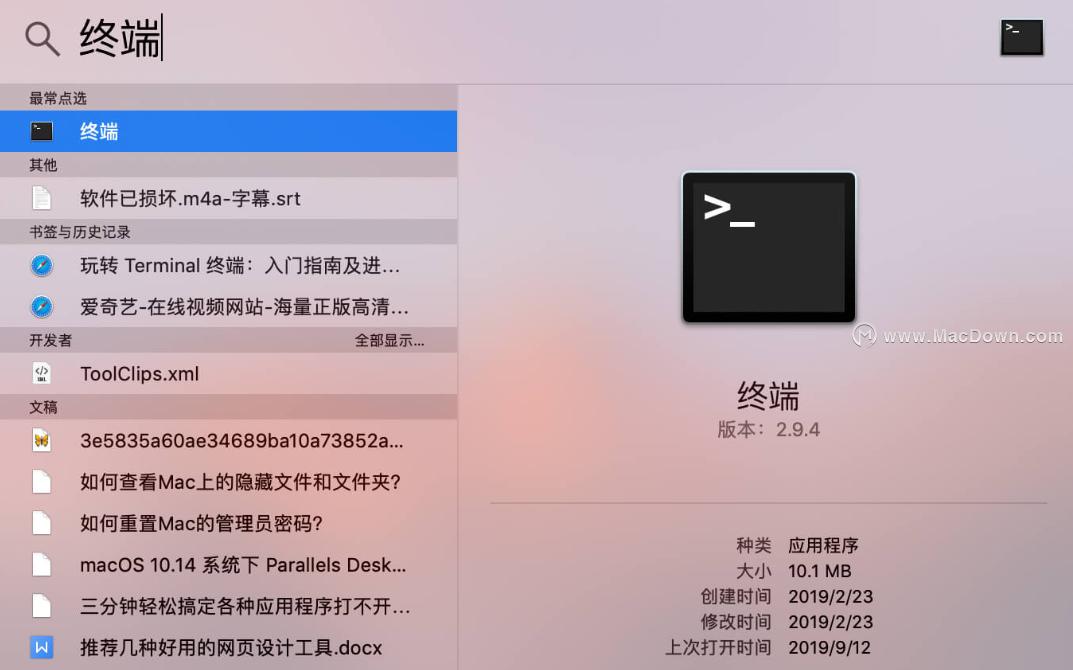 终端
>_
最常点选
>_
终端
其他
软件已损坏.m4a-字幕.srt
书签与历史记录
玩转 Terminal 终端：入门指南及进...
爱奇艺-在线视频网站-海量正版高清...
开发者 全部显示...
ToolClips.xml
文稿
3e5835a60ae34689ba10a73852a...
如何查看Mac上的隐藏文件和文件夹?
如何重置Mac的管理员密码?
macOS 10.14 系统下 Parallels Desk...
三分钟轻松搞定各种应用程序打不开...
W
推荐几种好用的网页设计工具.docx
>_
www.MacDown.com
终端
版本：2.9.4
种类 应用程序
大小 10.1 MB
创建时间 2019/2/23
修改时间 2019/2/23
上次打开时间 2019/9/12